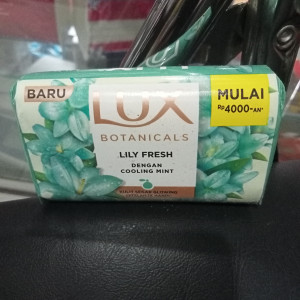 BARU
LUX
BOTANICALS
LILY FRESH
DENGAN
COOLING MINT
MULAI
Rp4000-AN*